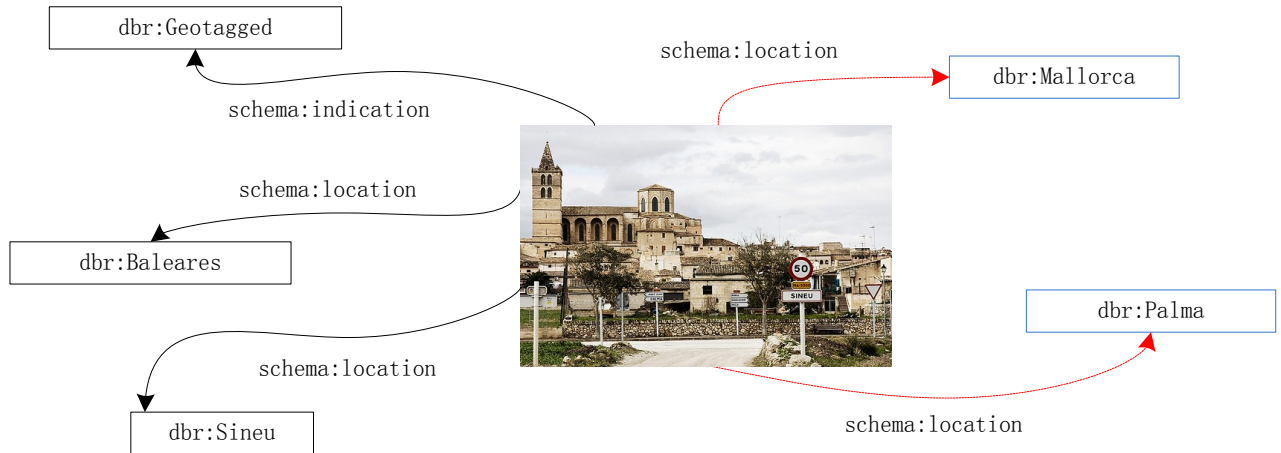 dbr:Geotagged
schema:location
dbr:Mallorca
schema:indication
schema:location
dbr:Baleares
50
SINEU
dbr:Palma
schema:location
schema:location
dbr:Sineu